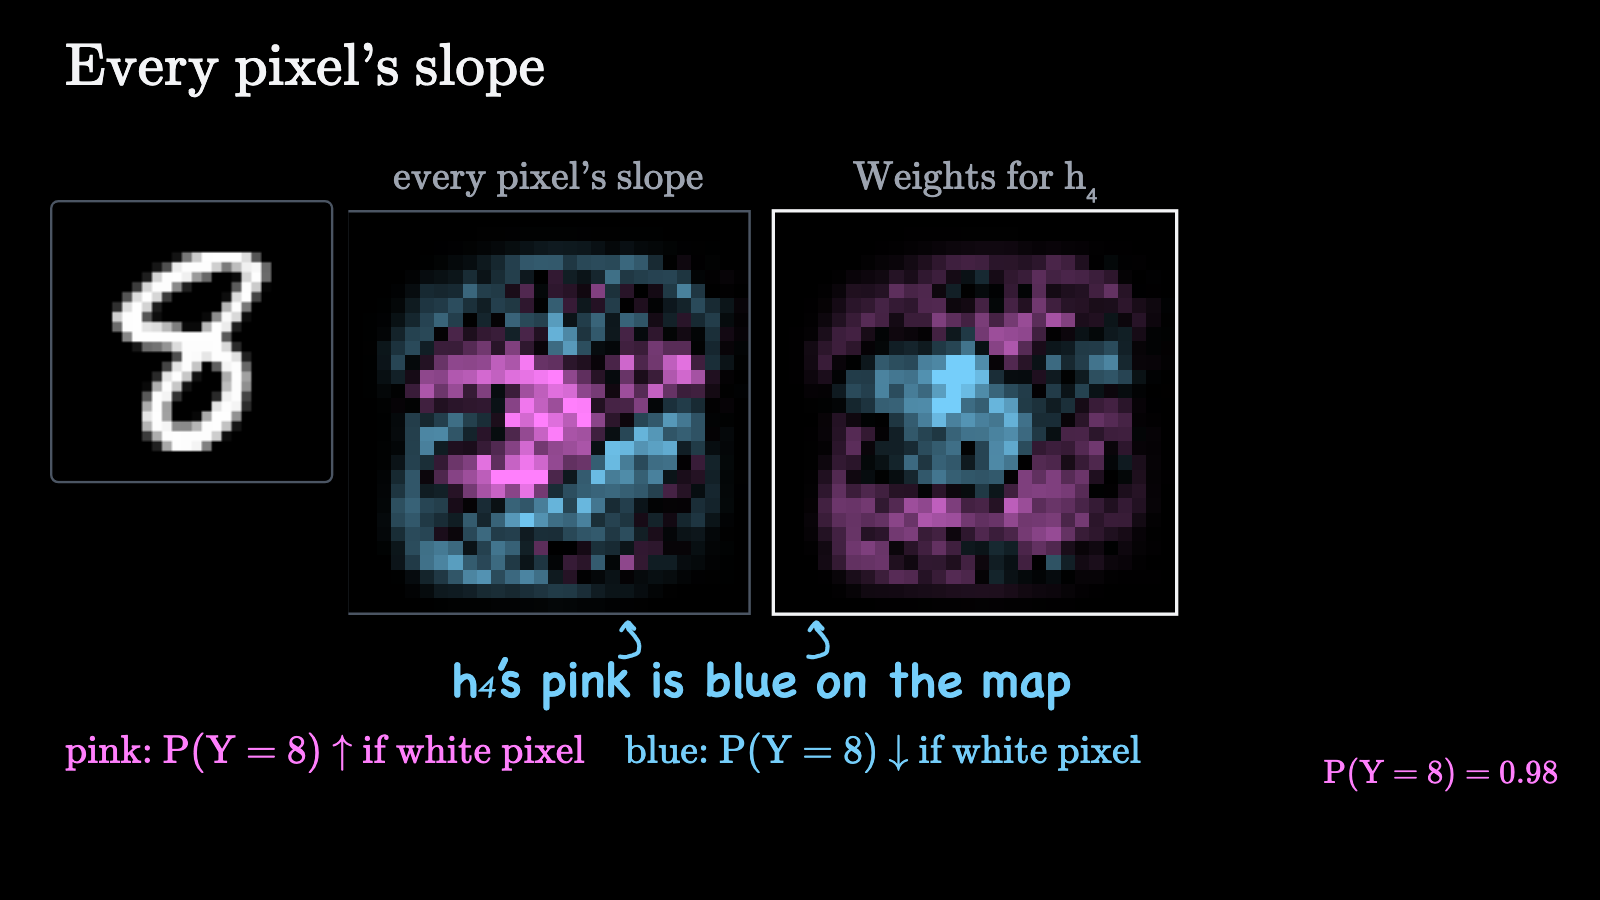 Every pixel’s slope
every pixel’s slope
Weights for h₄
h₄'s pink is blue on the map
pink: P(Y = 8) ↑ if white pixel
blue: P(Y = 8) ↓ if white pixel
P(Y = 8) = 0.98